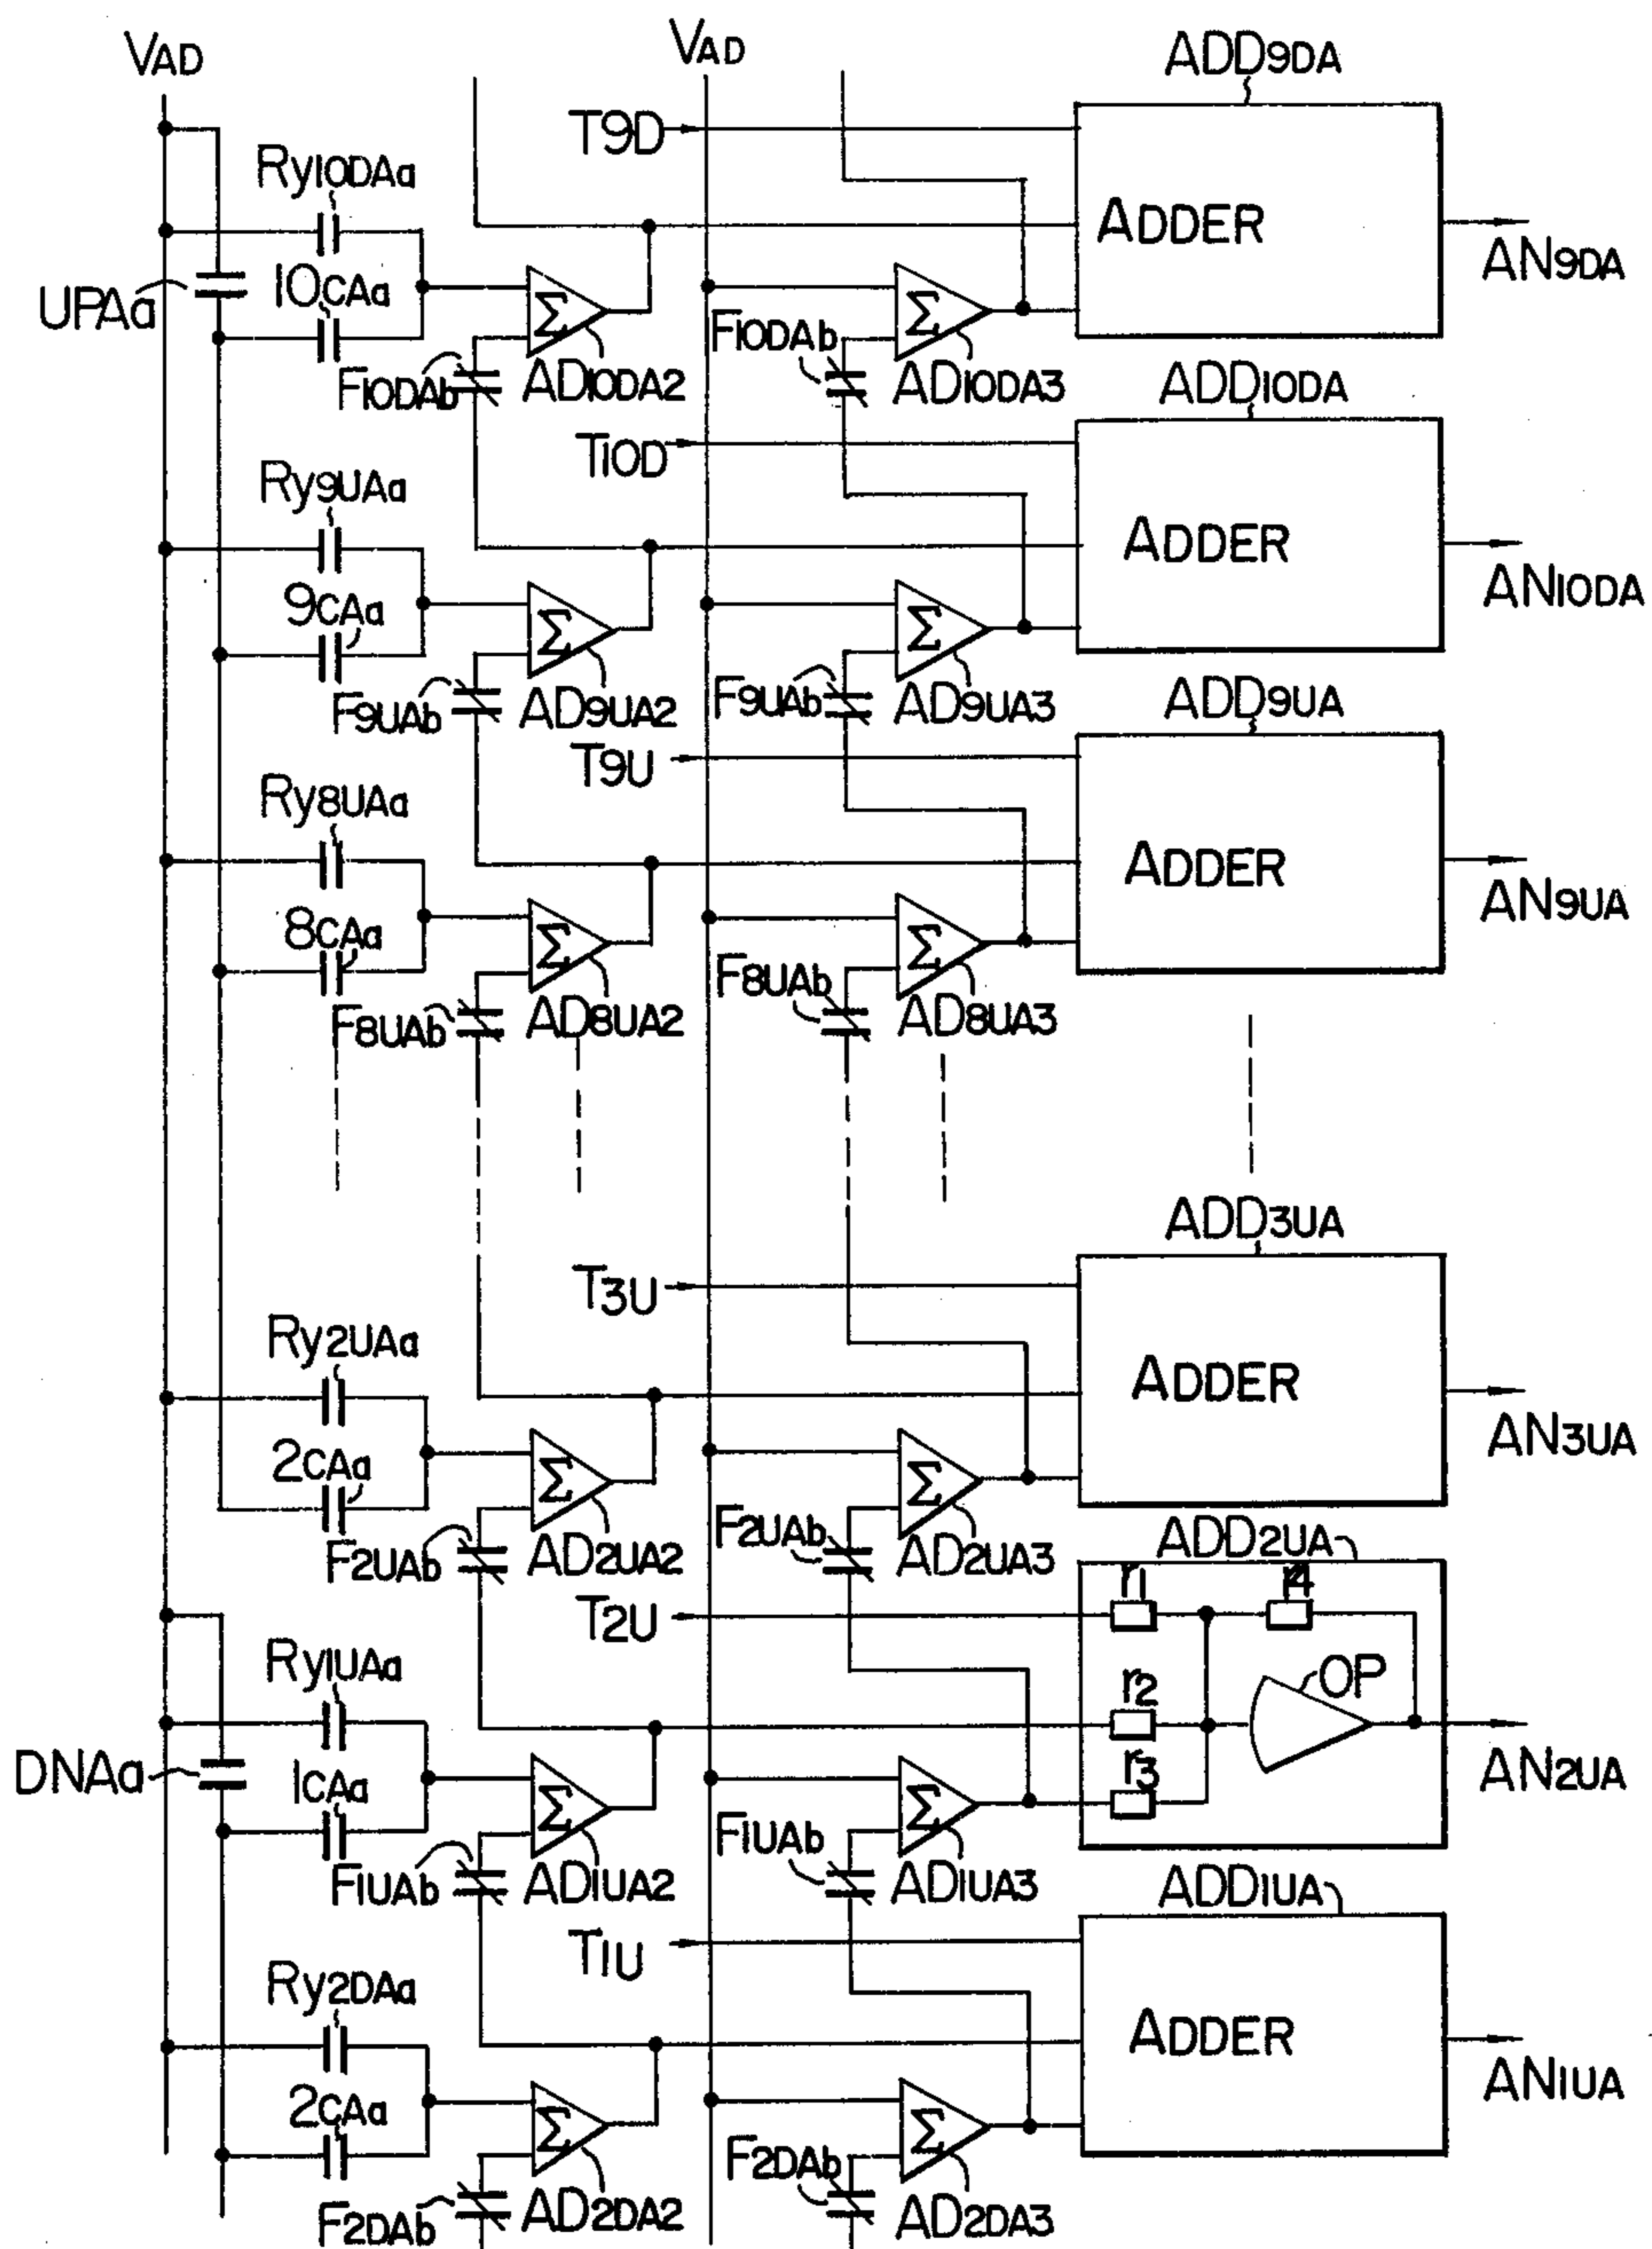 VAD
VAD
ADD9DA
T9D
Ry10DAa
ADDER
AN9DA
UPAa
10CAa
Σ
Σ
F10DAb
F10DAb
AD10DA2
AD10DA3
ADD10DA
T10D
Ry9UAa
ADDER
AN10DA
9CAa
Σ
Σ
F9UAb
AD9UA2
F9UAb
AD9UA3
ADD9UA
T9U
Ry8UAa
ADDER
AN9UA
8CAa
Σ
Σ
F8UAb
AD8UA2
F8UAb
AD8UA3
ADD3UA
T3U
Ry2UAa
ADDER
AN3UA
2CAa
Σ
Σ
F2UAb
AD2UA2
F2UAb
AD2UA3
ADD2UA
T2U
r1
r4
Ry1UAa
r2
OP
DNAa
1CAa
r3
AN2UA
Σ
Σ
F1UAb
AD1UA2
F1UAb
AD1UA3
ADD1UA
T1U
Ry2DAa
ADDER
AN1UA
2CAa
Σ
Σ
F2DAb
AD2DA2
F2DAb
AD2DA3